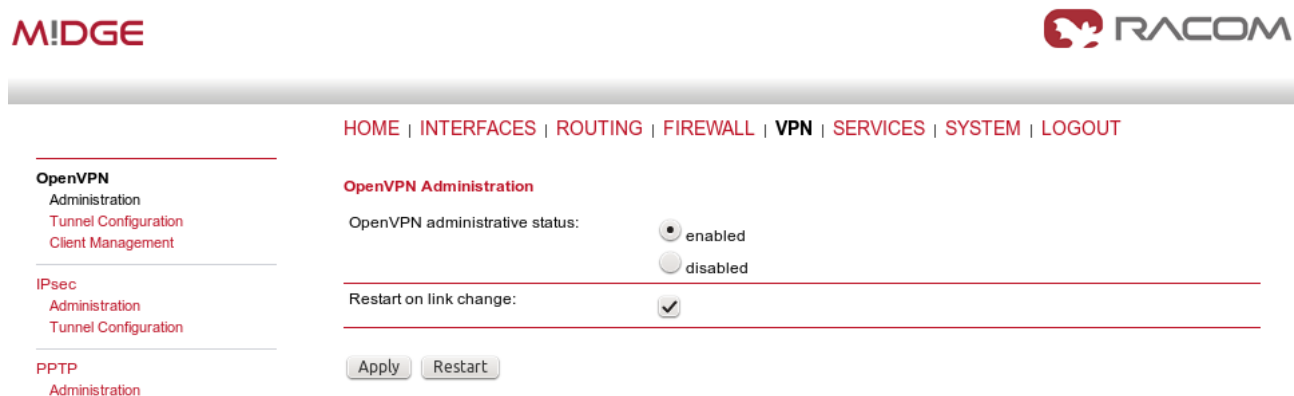 M!DGE
RACOM
HOME | INTERFACES | ROUTING | FIREWALL | VPN | SERVICES | SYSTEM | LOGOUT
OpenVPN
Administration
Tunnel Configuration
Client Management
IPsec
Administration
Tunnel Configuration
PPTP
Administration
OpenVPN Administration
OpenVPN administrative status:
enabled
disabled
Restart on link change:
Apply Restart